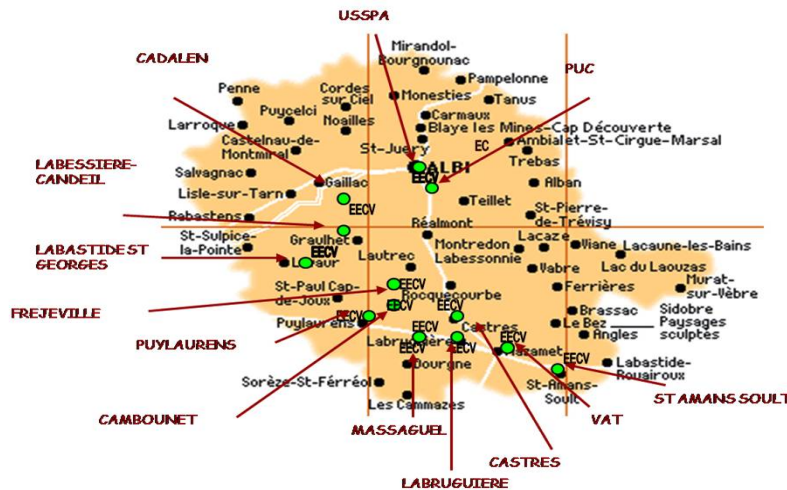 USSPA
CADALEN
Mirandol-
Bourgnounac
PUC
Penne
Cordes
sur Ciel
Monesties
Pampelonne
Tanus
Puycelci
Larroque
Noailles
Carmaux
Blaye les Mines-Cap Découverte
EC
Ambialet-St-Cirgue-Marsal
Castelnau-de-
Montmiral
St-Juéry
Trebas
LABESSIERE-
CANDEIL
Salvagnac
ALBI
EECV
Gaillac
Alban
Lisle-sur-Tarn
EECV
Teillet
Rabastens
St-Pierre-
de-Trévisy
Réalmont
St-Sulpice-
la-Pointe
Graulhet
EECV
Montredon
Labessonnie
Lacaze
Viane
Lacaune-les-Bains
LABASTIDE ST
GEORGES
Lavaur
Lautrec
Vabre
Lac du Laouzas
St-Paul Cap-
de-Joux
EECV
Rocquecourbe
Ferrières
Murat-
sur-Vèbre
FREJEVILLE
EECV
EECV
EECV
Brassac
Sidobre
Paysages
sculptés
Puylaurens
Castres
Le Bez
Angles
PUYLAURENS
EECV
Labruguière
EECV
EECV
EECV
Mazamet
EECV
Dourgne
Labastide-
Rouairoux
Sorèze-St-Férréol
St-Amans-
Soult
Les Cammazes
ST AMANS SOULT
CAMBOUNET
MASSAGUEL
VAT
CASTRES
LABRUGUIERE